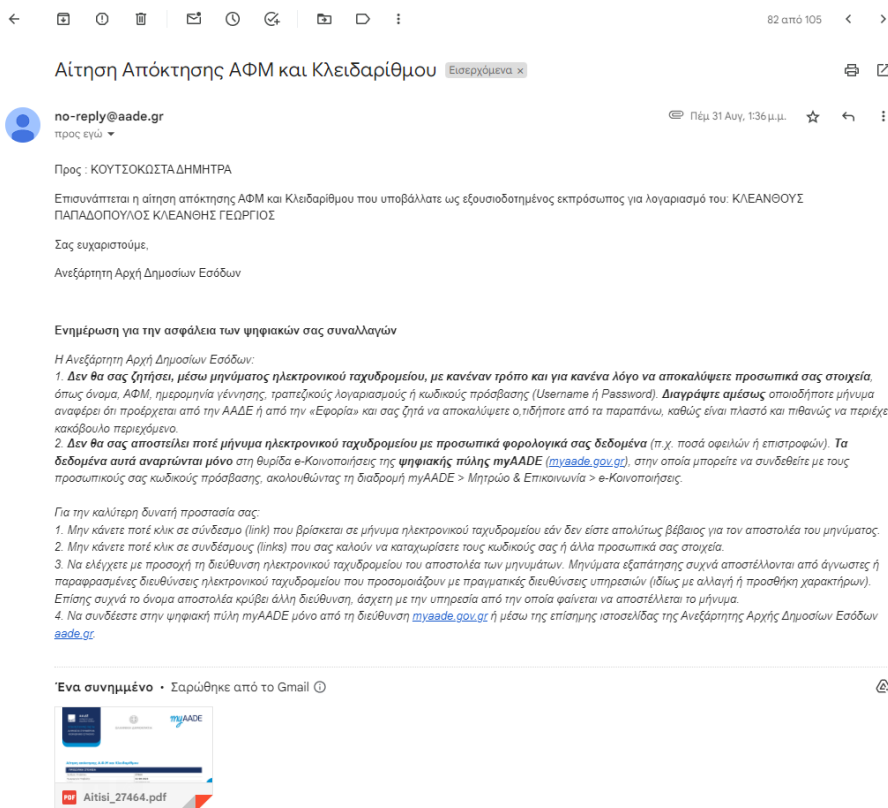 82 από 105
Αίτηση Απόκτησης ΑΦΜ και Κλειδαρίθμου Εισερχόμενα ×
no-reply@aade.gr
Πέμ 31 Αυγ, 1:36 μ.μ.
προς εγώ
Προς : ΚΟΥΤΣΟΚΩΣΤΑ ΔΗΜΗΤΡΑ
Επισυνάπτεται η αίτηση απόκτησης ΑΦΜ και Κλειδαρίθμου που υποβάλλατε ως εξουσιοδοτημένος εκπρόσωπος για λογαριασμό του: ΚΛΕΑΝΘΟΥΣ
ΠΑΠΑΔΟΠΟΥΛΟΣ ΚΛΕΑΝΘΗΣ ΓΕΩΡΓΙΟΣ
Σας ευχαριστούμε,
Ανεξάρτητη Αρχή Δημοσίων Εσόδων
Ενημέρωση για την ασφάλεια των ψηφιακών σας συναλλαγών
Η Ανεξάρτητη Αρχή Δημοσίων Εσόδων:
1. Δεν θα σας ζητήσει, μέσω μηνύματος ηλεκτρονικού ταχυδρομείου, με κανέναν τρόπο και για κανένα λόγο να αποκαλύψετε προσωπικά σας στοιχεία,
όπως όνομα, ΑΦΜ, ημερομηνία γέννησης, τραπεζικούς λογαριασμούς ή κωδικούς πρόσβασης (Username ή Password). Διαγράψτε αμέσως οποιοδήποτε μήνυμα
αναφέρει ότι προέρχεται από την ΑΑΔΕ ή από την «Εφορία» και σας ζητά να αποκαλύψετε ο,τιδήποτε από τα παραπάνω, καθώς είναι πλαστό και πιθανώς να περιέχε
κακόβουλο περιεχόμενο.
2. Δεν θα σας αποστείλει ποτέ μήνυμα ηλεκτρονικού ταχυδρομείου με προσωπικά φορολογικά σας δεδομένα (π.χ. ποσά οφειλών ή επιστροφών). Τα
δεδομένα αυτά αναρτώνται μόνο στη θυρίδα e-Κοινοποιήσεις της ψηφιακής πύλης myAADE (myaade.gov.gr), στην οποία μπορείτε να συνδεθείτε με τους
προσωπικούς σας κωδικούς πρόσβασης, ακολουθώντας τη διαδρομή myAADE > Μητρώο & Επικοινωνία > e-Κοινοποιήσεις.
Για την καλύτερη δυνατή προστασία σας:
1. Μην κάνετε ποτέ κλικ σε σύνδεσμο (link) που βρίσκεται σε μήνυμα ηλεκτρονικού ταχυδρομείου εάν δεν είστε απολύτως βέβαιος για τον αποστολέα του μηνύματος.
2. Μην κάνετε ποτέ κλικ σε συνδέσμους (links) που σας καλούν να καταχωρίσετε τους κωδικούς σας ή άλλα προσωπικά σας στοιχεία.
3. Να ελέγχετε με προσοχή τη διεύθυνση ηλεκτρονικού ταχυδρομείου του αποστολέα των μηνυμάτων. Μηνύματα εξαπάτησης συχνά αποστέλλονται από άγνωστες ή
παραφρασμένες διευθύνσεις ηλεκτρονικού ταχυδρομείου που προσομοιάζουν με πραγματικές διευθύνσεις υπηρεσιών (ιδίως με αλλαγή ή προσθήκη χαρακτήρων).
Επίσης συχνά το όνομα αποστολέα κρύβει άλλη διεύθυνση, άσχετη με την υπηρεσία από την οποία φαίνεται να αποστέλλεται το μήνυμα.
4. Να συνδέεστε στην ψηφιακή πύλη myAADE μόνο από τη διεύθυνση myaade.gov.gr ή μέσω της επίσημης ιστοσελίδας της Ανεξάρτητης Αρχής Δημοσίων Εσόδων
aade.gr.
Ένα συνημμένο • Σαρώθηκε από το Gmail
myAADE
PDF Aitisi_27464.pdf